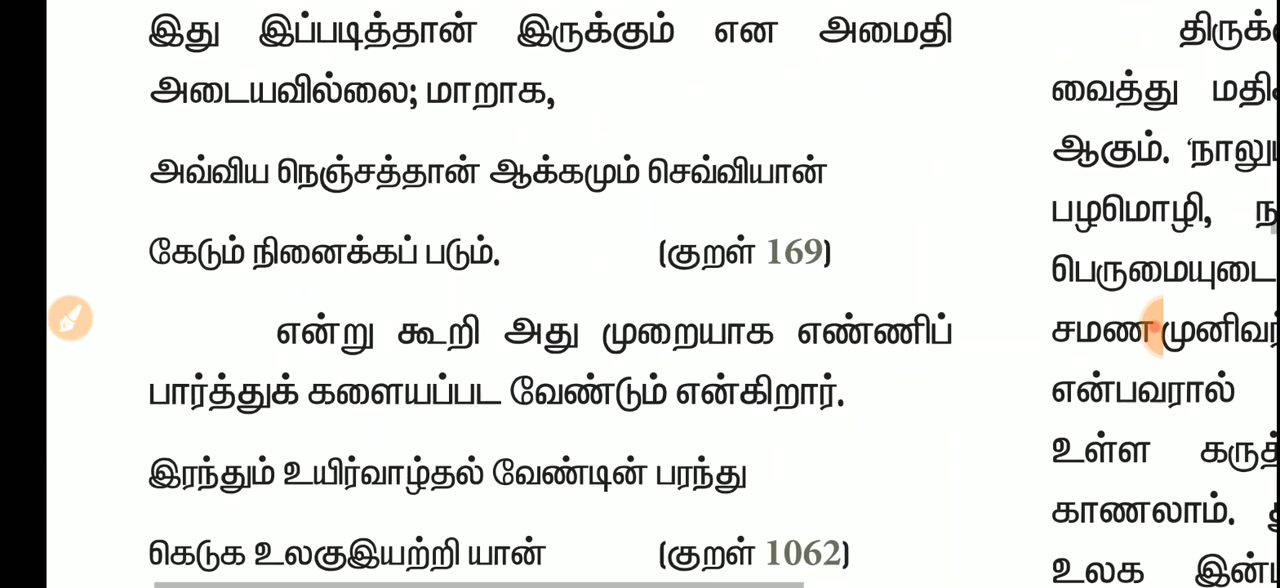 இது இப்படித்தான் இருக்கும் என அமைதி
அடையவில்லை; மாறாக,
அவ்விய நெஞ்சத்தான் ஆக்கமும் செவ்வியான்
கேடும் நினைக்கப் படும். (குறள் 169)
என்று கூறி அது முறையாக எண்ணிப்
பார்த்துக் களையப்பட வேண்டும் என்கிறார்.
இரந்தும் உயிர்வாழ்தல் வேண்டின் பரந்து
கெடுக உலகுஇயற்றி யான் (குறள் 1062)
வைத்து
ஆகும்.
பழமொழி,
சமண
என்பவரால்
உள்ள
காணலாம்.
உலக